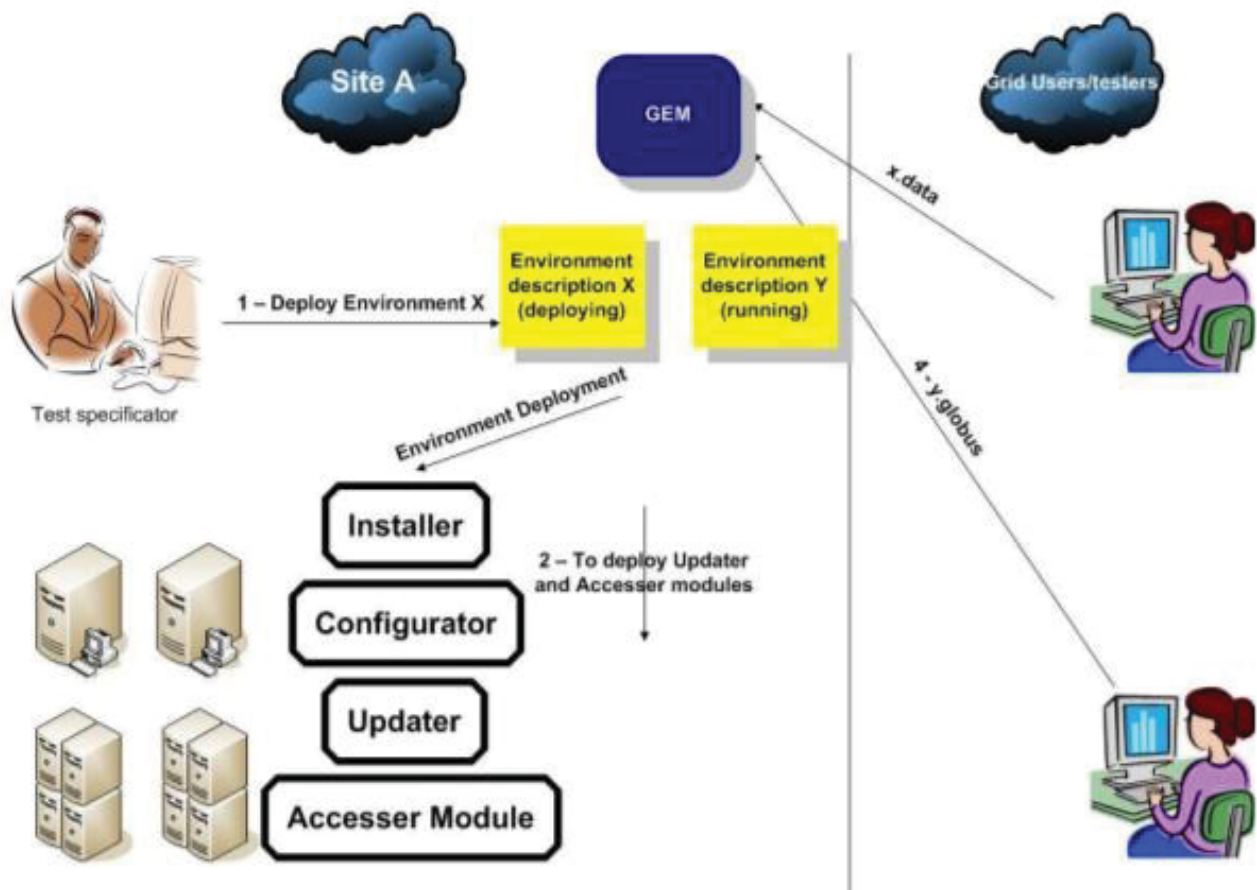 Site A
GEM
Grid Users/testers
x.data
Environment
description X
(deploying)
Environment
description Y
(running)
1 – Deploy Environment X
Test specificator
Environment Deployment
4 - y.globus
Installer
2 – To deploy Updater
and Accesser modules
Configurator
Updater
Accesser Module